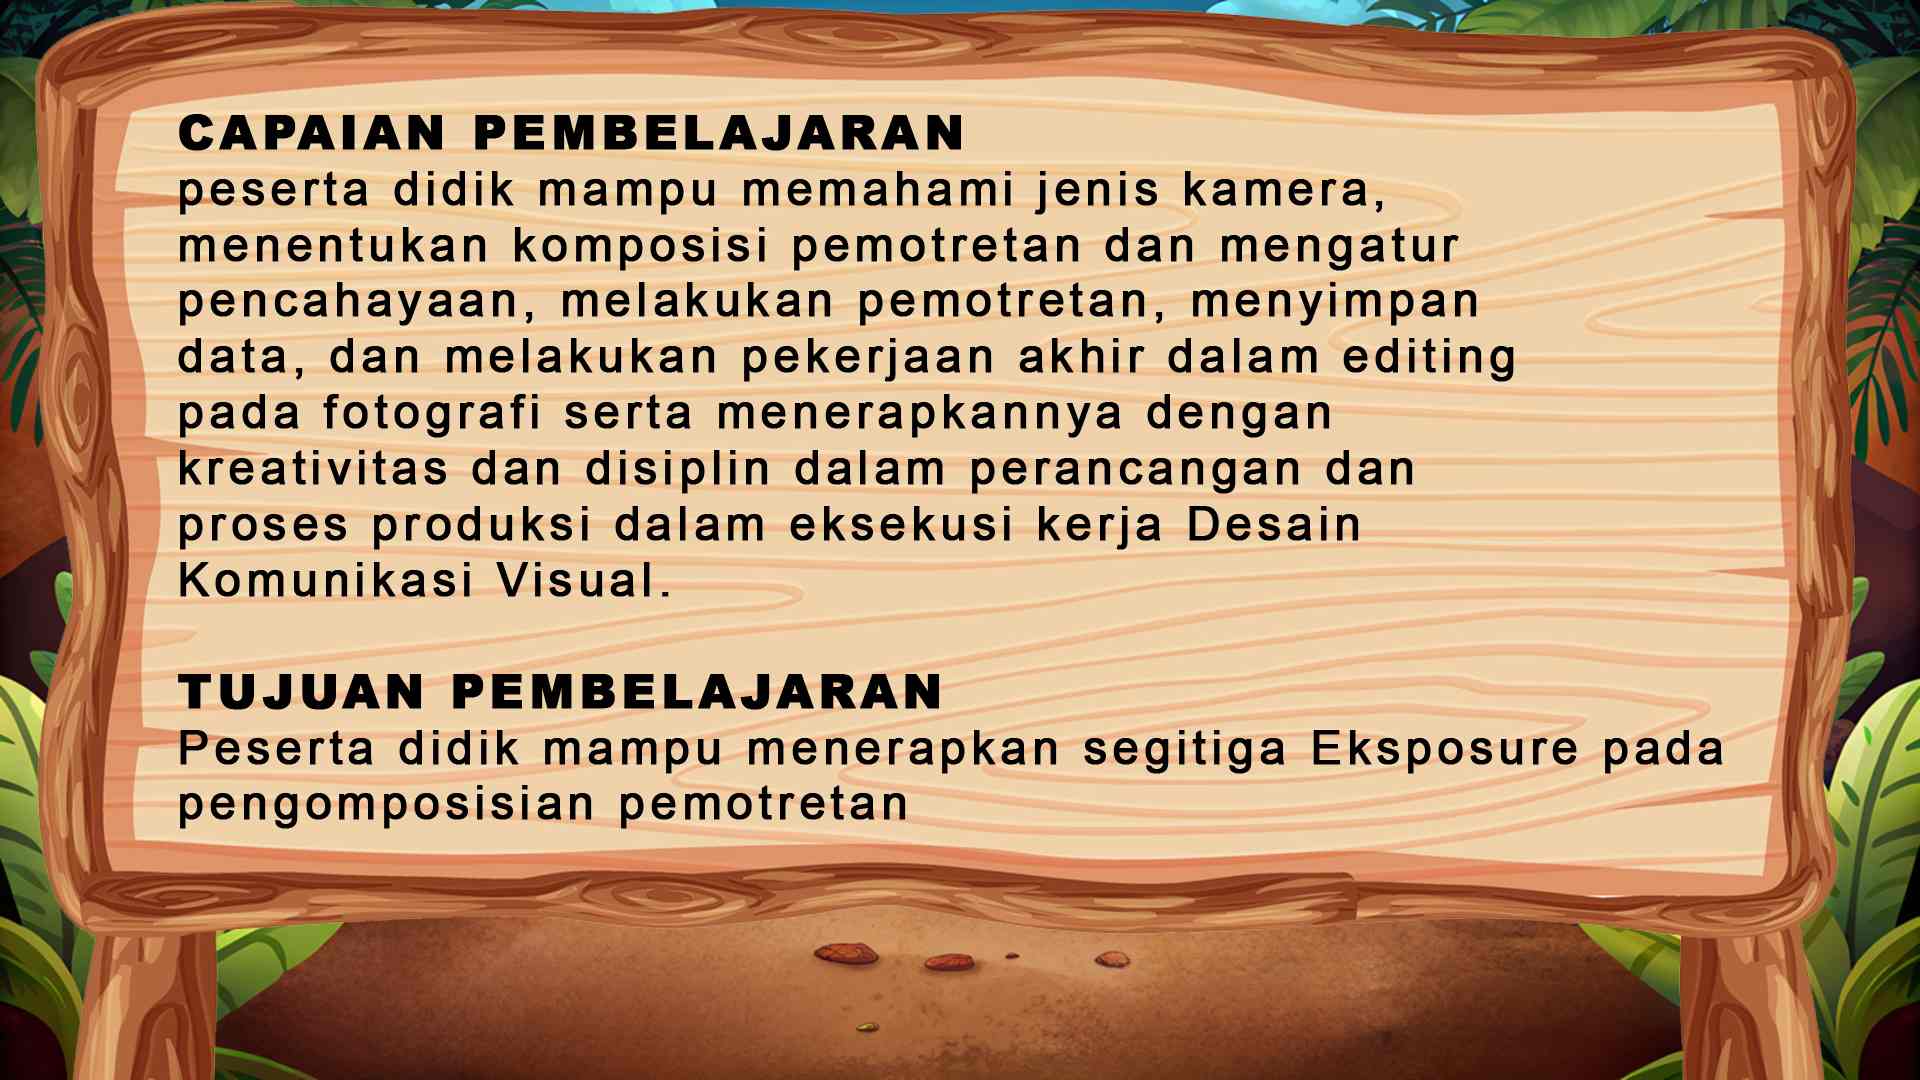 CAPAIAN PEMBELAJARAN
peserta didik mampu memahami jenis kamera,
menentukan komposisi pemotretan dan mengatur
pencahayaan, melakukan pemotretan, menyimpan
data, dan melakukan pekerjaan akhir dalam editing
pada fotografi serta menerapkannya dengan
kreativitas dan disiplin dalam perancangan dan
proses produksi dalam eksekusi kerja Desain
Komunikasi Visual.
TUJUAN PEMBELAJARAN
Peserta didik mampu menerapkan segitiga Eksposure pada
pengomposisian pemotretan